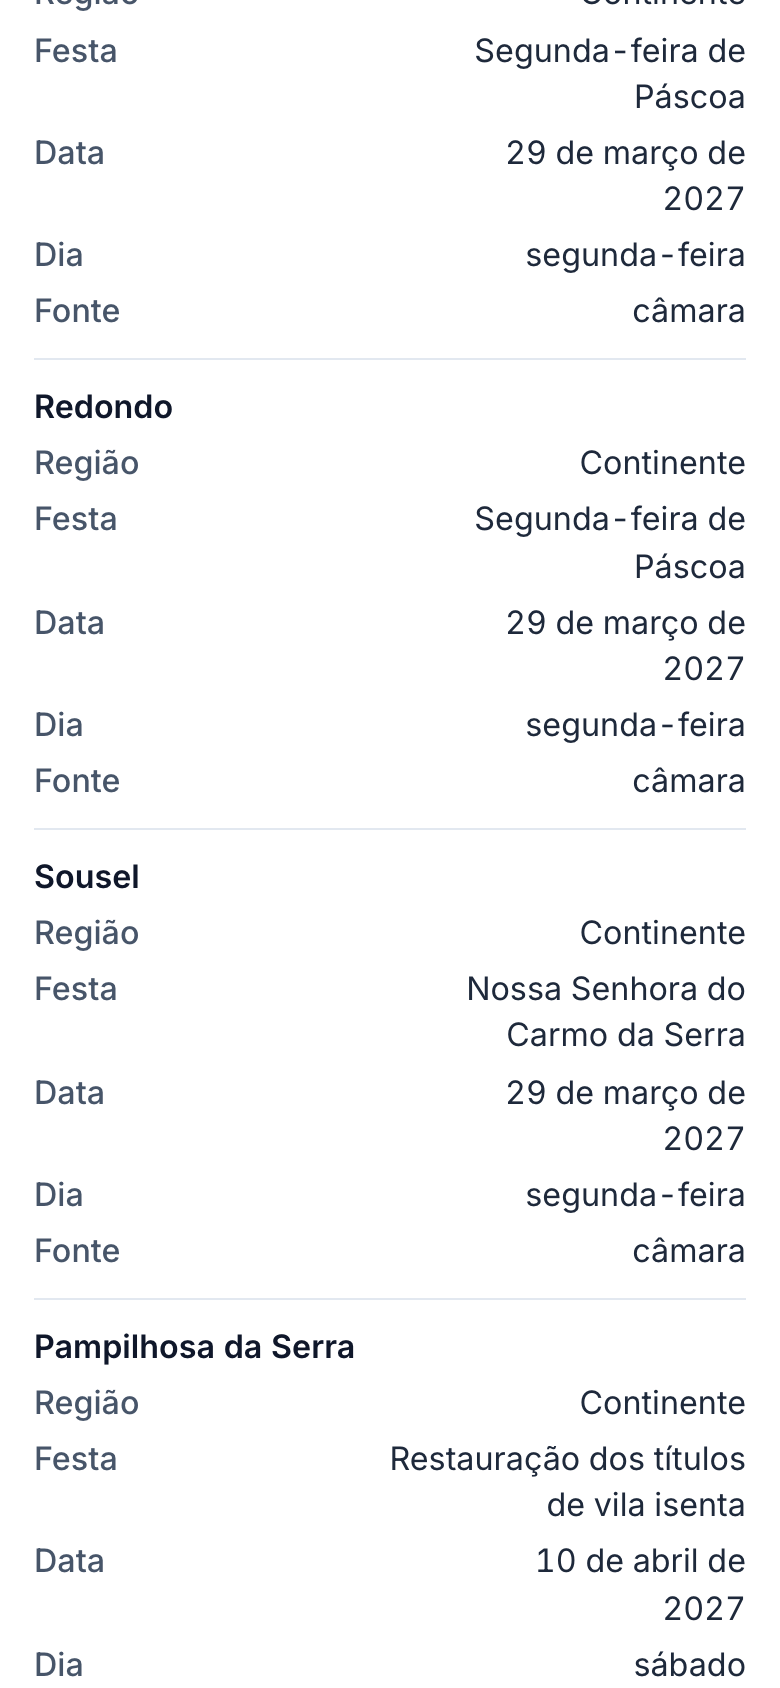 Região Continente
Festa Segunda-feira de
Páscoa
Data 29 de março de
2027
Dia segunda-feira
Fonte câmara
Redondo
Região Continente
Festa Segunda-feira de
Páscoa
Data 29 de março de
2027
Dia segunda-feira
Fonte câmara
Sousel
Região Continente
Festa Nossa Senhora do
Carmo da Serra
Data 29 de março de
2027
Dia segunda-feira
Fonte câmara
Pampilhosa da Serra
Região Continente
Festa Restauração dos títulos
de vila isenta
Data 10 de abril de
2027
Dia sábado